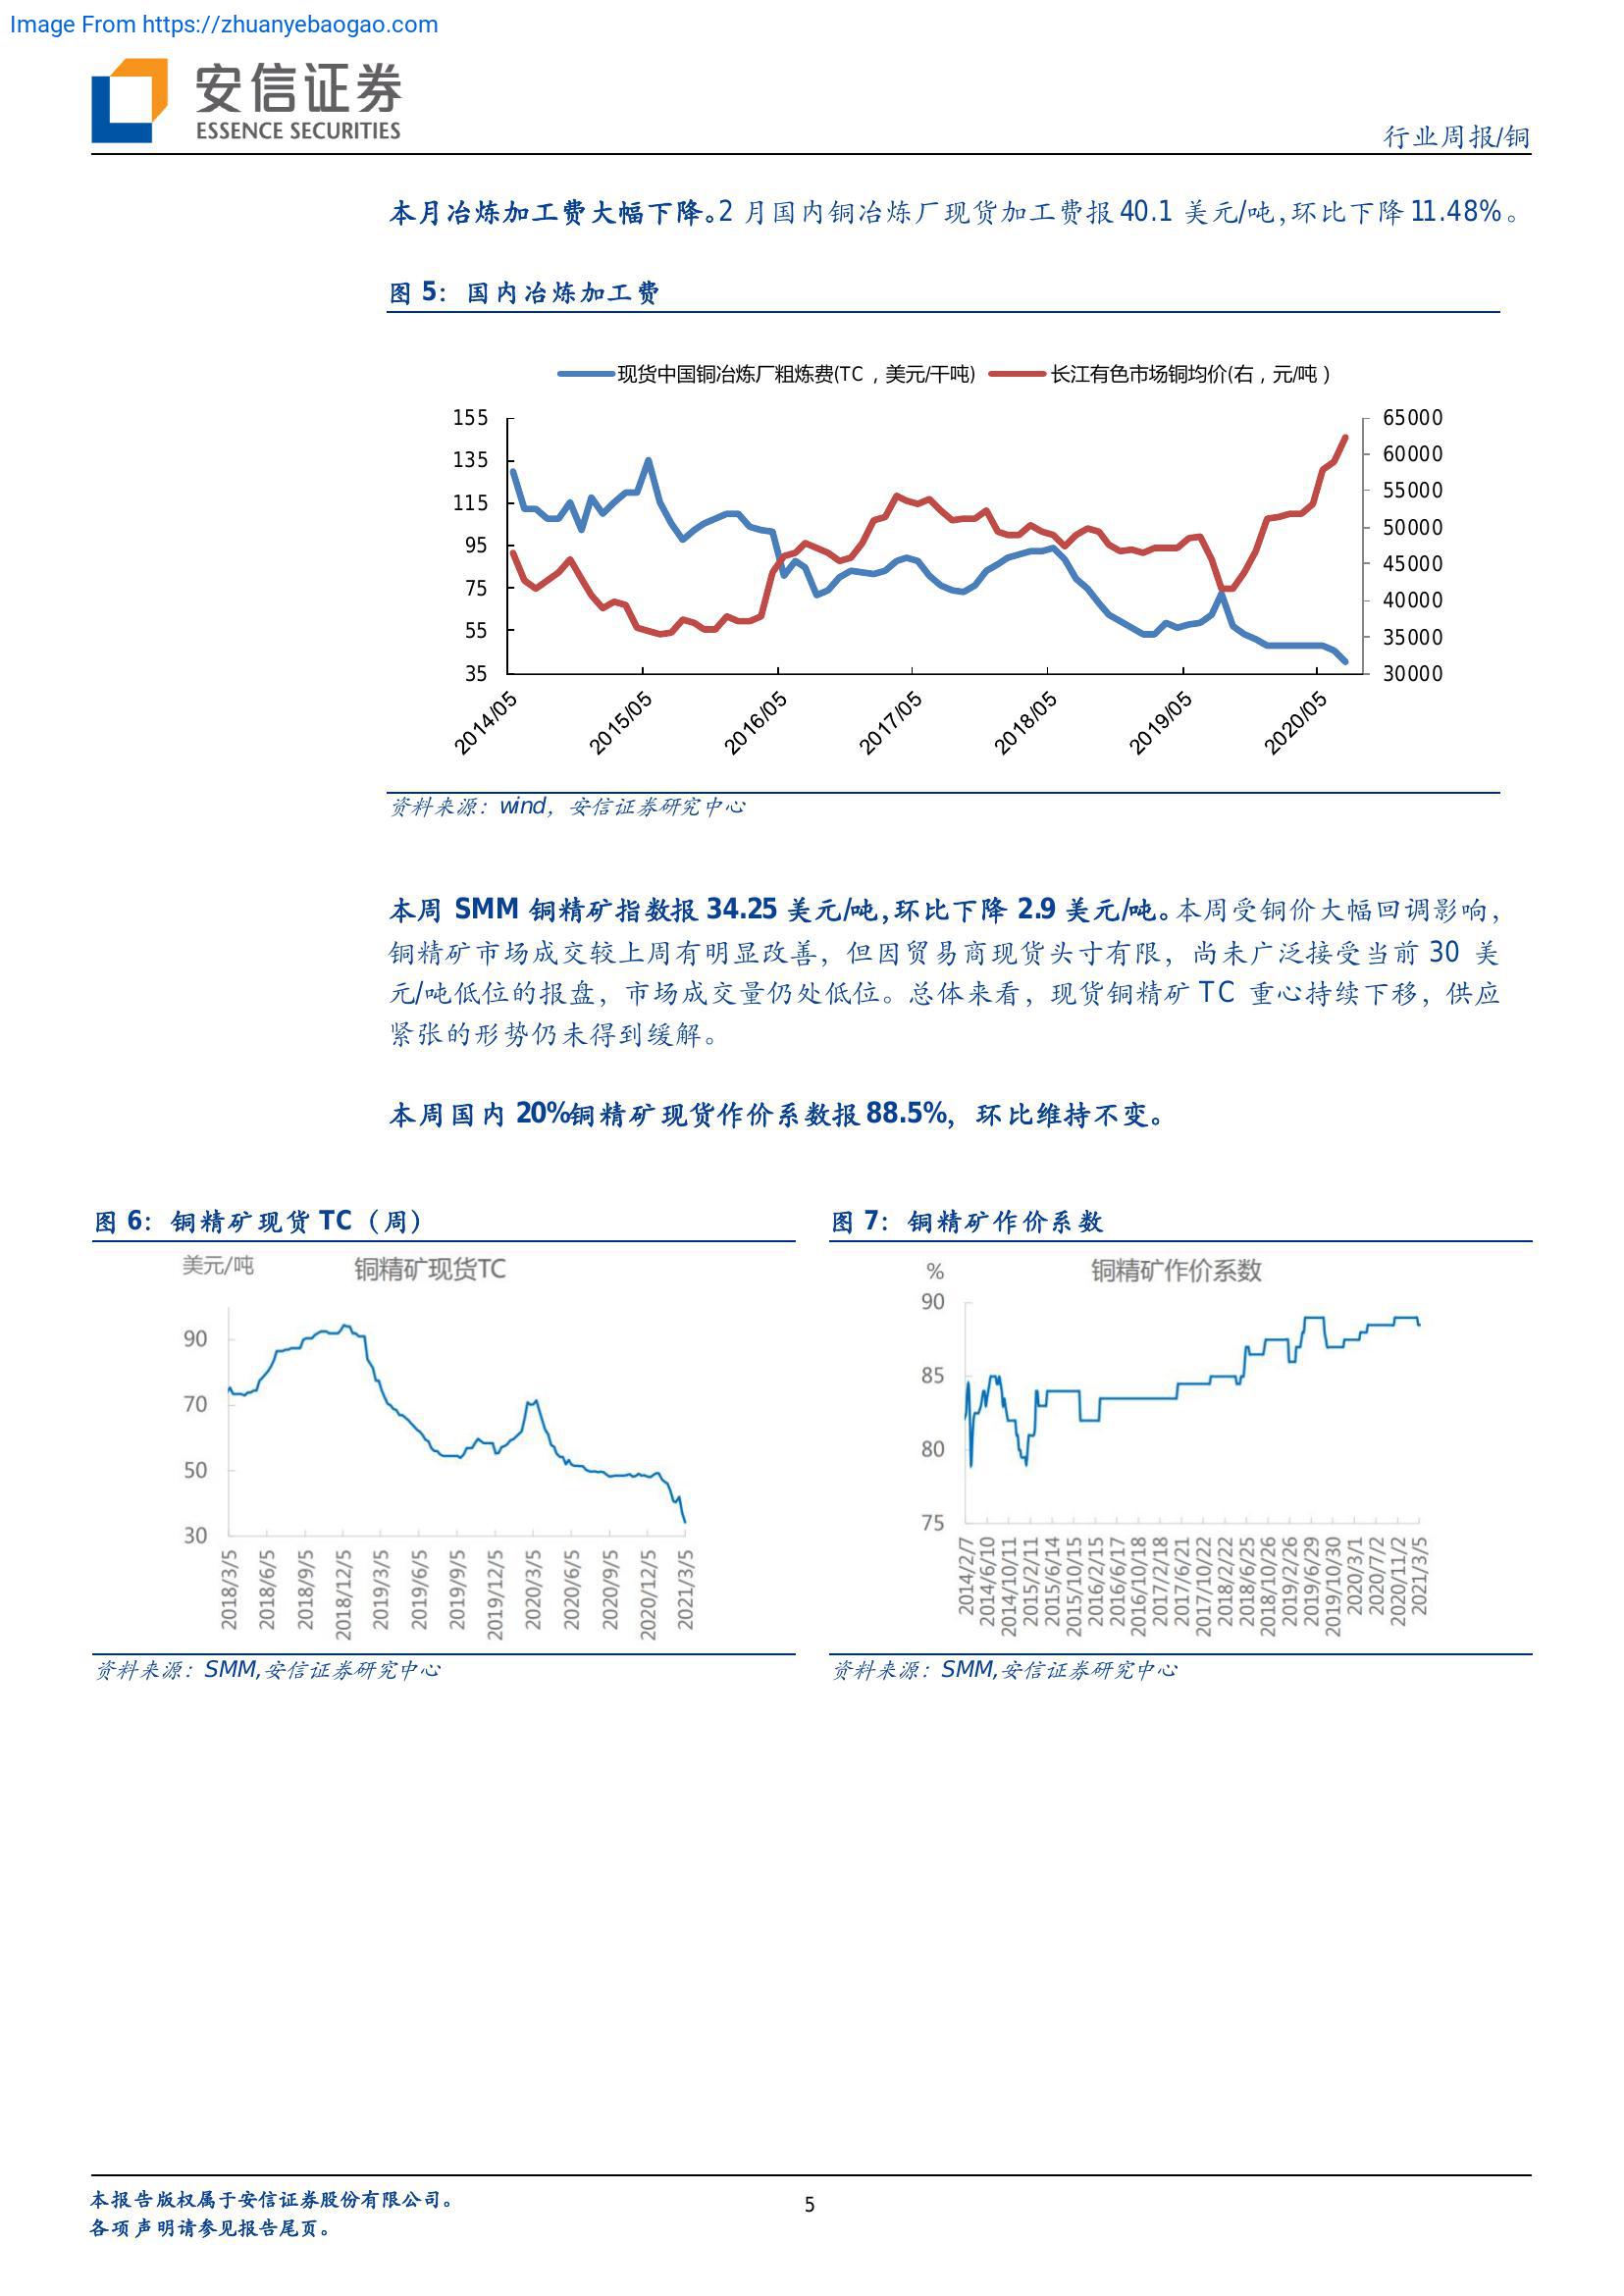 Image From https://zhuanyebaogao.com
安信证券
ESSENCE SECURITIES
行业周报/铜
本月冶炼加工费大幅下降。2 月国内铜冶炼厂现货加工费报 40.1 美元/吨，环比下降 11.48%。
图 5：国内冶炼加工费
现货中国铜冶炼厂粗炼费(TC，美元/干吨)
长江有色市场铜均价(右，元/吨)
155
135
115
95
75
55
35
65000
60000
55000
50000
45000
40000
35000
30000
2014/05
2015/05
2016/05
2017/05
2018/05
2019/05
2020/05
资料来源：wind，安信证券研究中心
本周 SMM 铜精矿指数报 34.25 美元/吨，环比下降 2.9 美元/吨。本周受铜价大幅回调影响，
铜精矿市场成交较上周有明显改善，但因贸易商现货头寸有限，尚未广泛接受当前 30 美
元/吨低位的报盘，市场成交量仍处低位。总体来看，现货铜精矿 TC 重心持续下移，供应
紧张的形势仍未得到缓解。
本周国内 20%铜精矿现货作价系数报 88.5%，环比维持不变。
图 6：铜精矿现货 TC（周）
美元/吨
铜精矿现货TC
90
70
50
30
2018/3/5
2018/6/5
2018/9/5
2018/12/5
2019/3/5
2019/6/5
2019/9/5
2019/12/5
2020/3/5
2020/6/5
2020/9/5
2020/12/5
2021/3/5
资料来源：SMM,安信证券研究中心
图 7：铜精矿作价系数
%
铜精矿作价系数
90
85
80
75
2014/2/7
2014/6/10
2014/10/11
2015/2/11
2015/6/14
2015/10/15
2016/2/15
2016/6/17
2016/10/18
2017/2/18
2017/6/21
2017/10/22
2018/2/22
2018/6/25
2018/10/26
2019/2/26
2019/6/29
2019/10/30
2020/3/1
2020/7/2
2020/11/2
2021/3/5
资料来源：SMM,安信证券研究中心
本报告版权属于安信证券股份有限公司。
各项声明请参见报告尾页。
5